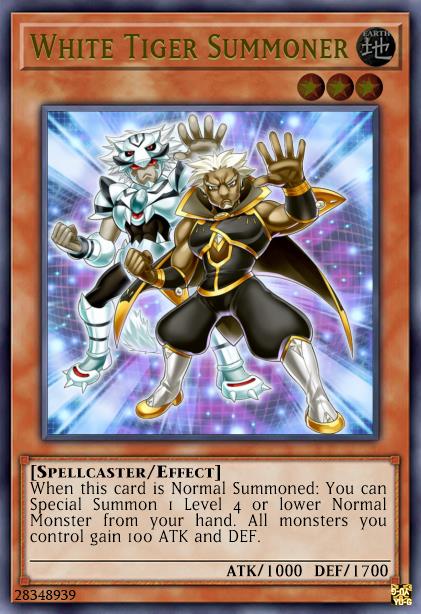 WHITE TIGER SUMMONER
EARTH
地
[SPELLCASTER/EFFECT]
When this card is Normal Summoned: You can
Special Summon 1 Level 4 or lower Normal
Monster from your hand. All monsters you
control gain 100 ATK and DEF.
ATK/1000 DEF/1700
28348939